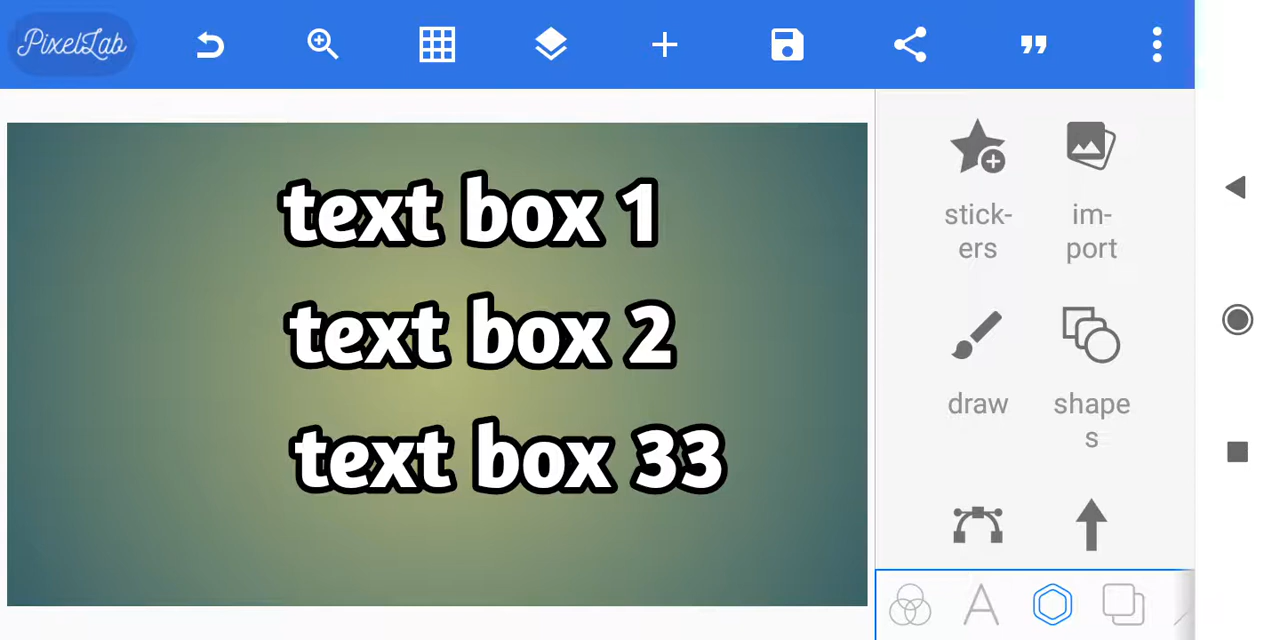 PixelLab
text box 1
text box 2
text box 33
stick-
ers
im-
port
draw
shape
s